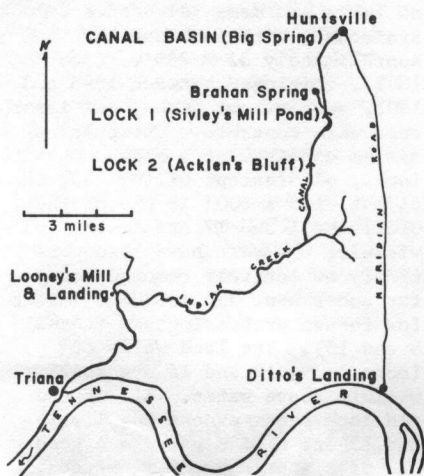 Huntsville
CANAL BASIN (Big Spring)
N
Brahan Spring
LOCK 1 (Sivley's Mill Pond)
LOCK 2 (Acklen's Bluff)
CANAL
MERIDIAN ROAD
3 miles
INDIAN CREEK
Looney's Mill
& Landing
Triana
Ditto's Landing
TENNESSEE RIVER